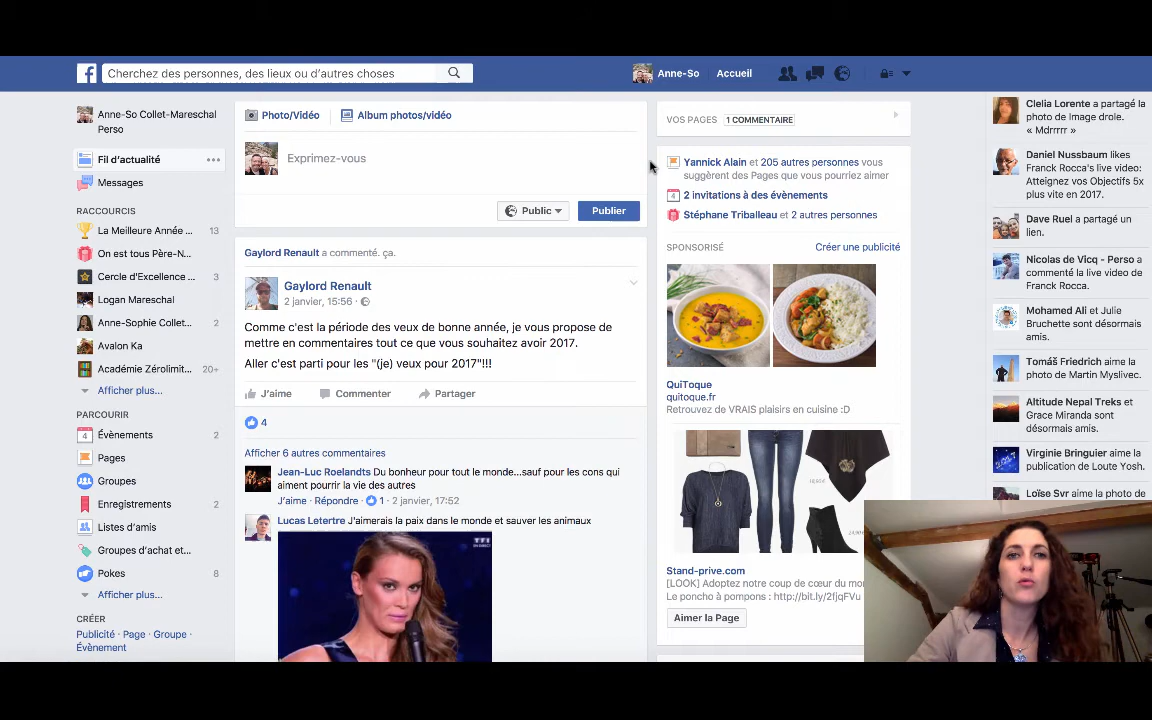 Cherchez des personnes, des lieux ou d'autres choses
Anne-So
Accueil
Anne-So Collet-Mareschal
Perso
Fil d'actualité
Messages
RACCOURCIS
La Meilleure Année ... 13
On est tous Père-N...
Cercle d'Excellence ... 3
Logan Mareschal
Anne-Sophie Collet... 2
Avalon Ka
Académie Zérolimit... 20+
Afficher plus...
PARCOURIR
4 Évènements 2
Pages
Groupes
Enregistrements 2
Listes d'amis
Groupes d'achat et...
Pokes 8
Afficher plus...
CRÉER
Publicité · Page · Groupe ·
Évènement
Photo/Vidéo
Album photos/vidéo
Exprimez-vous
Public
Publier
Gaylord Renault a commenté. ça.
Gaylord Renault
2 janvier, 15:56 ·
Comme c'est la période des veux de bonne année, je vous propose de
mettre en commentaires tout ce que vous souhaitez avoir 2017.
Aller c'est parti pour les "(je) veux pour 2017"!!!
J'aime Commenter Partager
4
Afficher 6 autres commentaires
Jean-Luc Roelandts Du bonheur pour tout le monde...sauf pour les cons qui
aiment pourrir la vie des autres
J'aime · Répondre · 1 · 2 janvier, 17:52
Lucas Letertre J'aimerais la paix dans le monde et sauver les animaux
TF1
VOS PAGES 1 COMMENTAIRE
Yannick Alain et 205 autres personnes vous
suggèrent des Pages que vous pourriez aimer
4 2 invitations à des évènements
Stéphane Triballeau et 2 autres personnes
SPONSORISÉ Créer une publicité
QuiToque
quitoque.fr
Retrouvez de VRAIS plaisirs en cuisine :D
Stand-prive.com
[LOOK] Adoptez notre coup de cœur du mo
Le poncho à pompons : http://bit.ly/2fjqFVu
Aimer la Page
Clelia Lorente a partagé la
photo de Image drole.
« Mdrrrrr »
Daniel Nussbaum likes
Franck Rocca's live video:
Atteignez vos Objectifs 5x
plus vite en 2017.
Dave Ruel a partagé un
lien.
Nicolas de Vicq - Perso a
commenté la live video de
Franck Rocca.
Mohamed Ali et Julie
Bruchette sont désormais
amis.
Tomáš Friedrich aime la
photo de Martin Myslivec.
Altitude Nepal Treks et
Grace Miranda sont
désormais amis.
Virginie Bringuier aime la
publication de Loute Yosh.
Loïse Svr aime la photo de